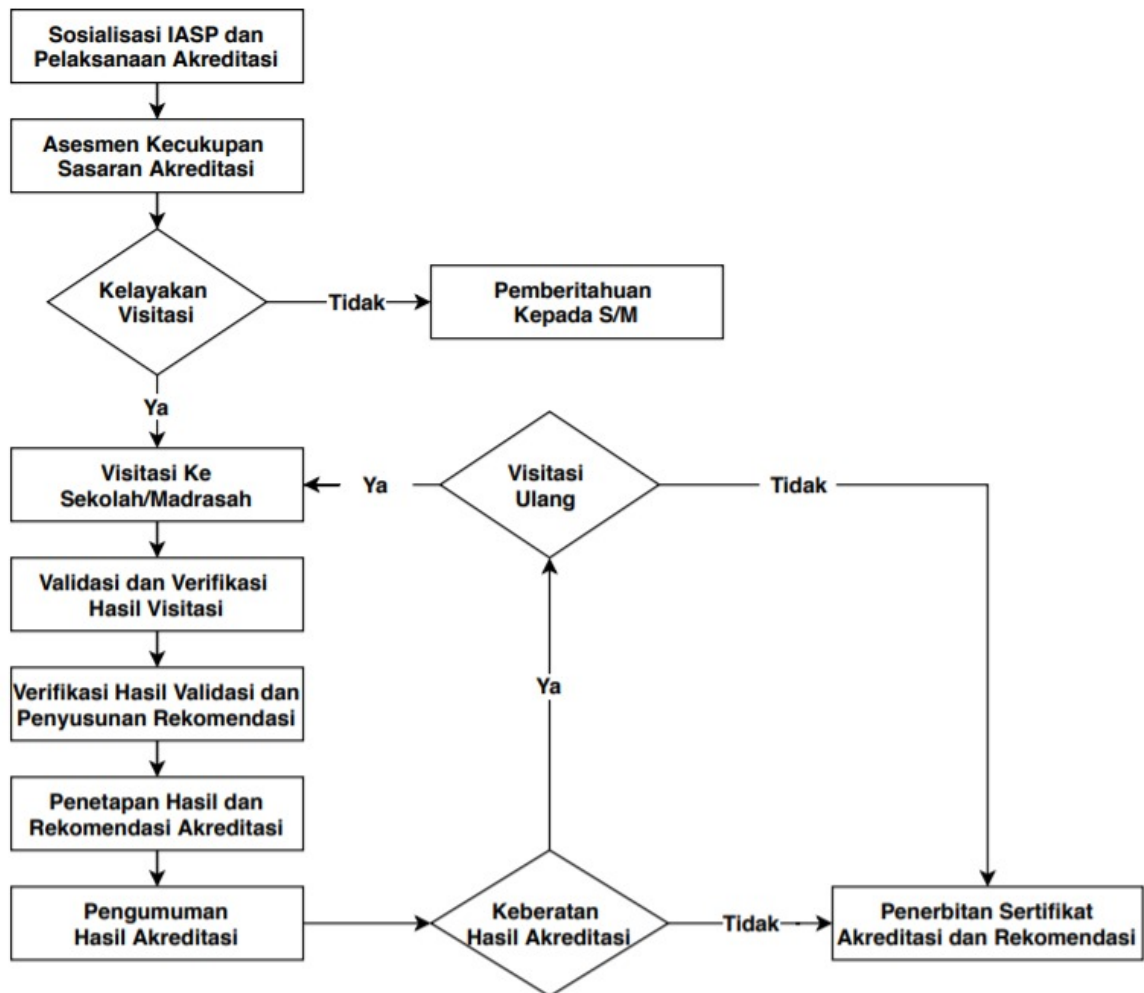 Sosialisasi IASP dan
Pelaksanaan Akreditasi
Asesmen Kecukupan
Sasaran Akreditasi
Kelayakan
Visitasi
Tidak
Pemberitahuan
Kepada S/M
Ya
Visitasi Ke
Sekolah/Madrasah
Ya
Visitasi
Ulang
Tidak
Validasi dan Verifikasi
Hasil Visitasi
Verifikasi Hasil Validasi dan
Penyusunan Rekomendasi
Ya
Penetapan Hasil dan
Rekomendasi Akreditasi
Pengumuman
Hasil Akreditasi
Keberatan
Hasil Akreditasi
Tidak
Penerbitan Sertifikat
Akreditasi dan Rekomendasi